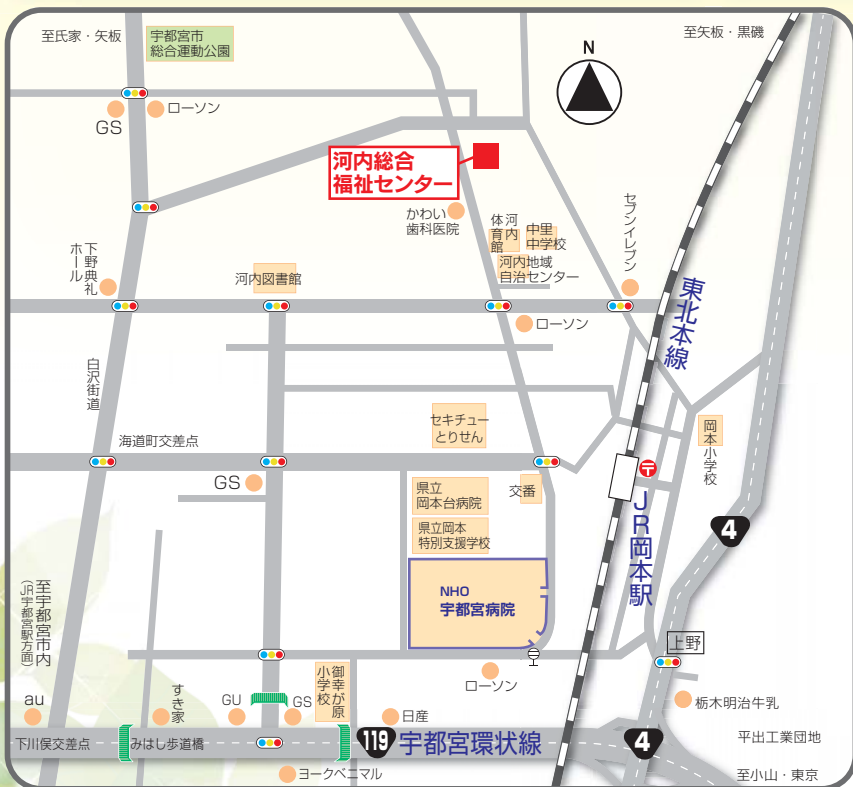 至氏家・矢板
宇都宮市
総合運動公園
至矢板・黒磯
N
GS
ローソン
河内総合
福祉センター
かわい
歯科医院
河内
体育館
中里
中学校
河内地域
自治センター
セブンイレブン
下野典礼
ホール
河内図書館
ローソン
東北本線
白沢街道
セキチュー
とりせん
岡本小学校
海道町交差点
GS
県立
岡本台病院
交番
〒
県立岡本
特別支援学校
JR岡本駅
4
NHO
宇都宮病院
至宇都宮市内
(JR宇都宮駅方面)
上野
御幸が原
小学校
ローソン
au
すき家
GU
GS
日産
栃木明治牛乳
下川俣交差点
みはし歩道橋
119
宇都宮環状線
4
平出工業団地
ヨークベニマル
至小山・東京